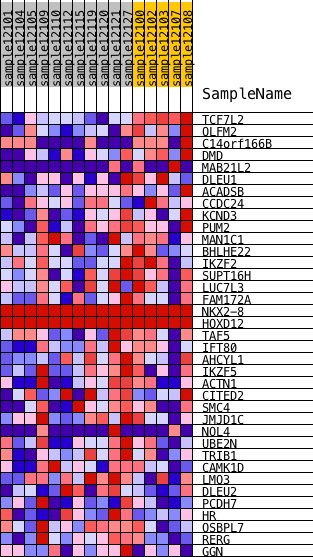 sample12101
sample12104
sample12105
sample12109
sample12110
sample12112
sample12115
sample12119
sample12120
sample12121
sample12122
sample12100
sample12102
sample12103
sample12107
sample12108
SampleName
TCF7L2
OLFM2
C14orf166B
DMD
MAB21L2
DLEU1
ACADSB
CCDC24
KCND3
PUM2
MAN1C1
BHLHE22
IKZF2
SUPT16H
LUC7L3
FAM172A
NKX2-8
HOXD12
TAF5
IFT80
AHCYL1
IKZF5
ACTN1
CITED2
SMC4
JMJD1C
NOL4
UBE2N
TRIB1
CAMK1D
LMO3
DLEU2
PCDH7
HR
OSBPL7
RERG
GGN